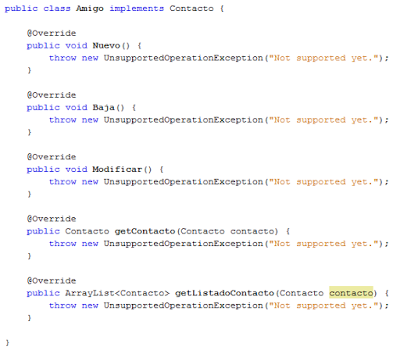 public class Amigo implements Contacto {
@Override
public void Nuevo() {
throw new UnsupportedOperationException("Not supported yet.");
}
@Override
public void Baja() {
throw new UnsupportedOperationException("Not supported yet.");
}
@Override
public void Modificar() {
throw new UnsupportedOperationException("Not supported yet.");
}
@Override
public Contacto getContacto(Contacto contacto) {
throw new UnsupportedOperationException("Not supported yet.");
}
@Override
public ArrayList<Contacto> getListadoContacto(Contacto contacto) {
throw new UnsupportedOperationException("Not supported yet.");
}
}